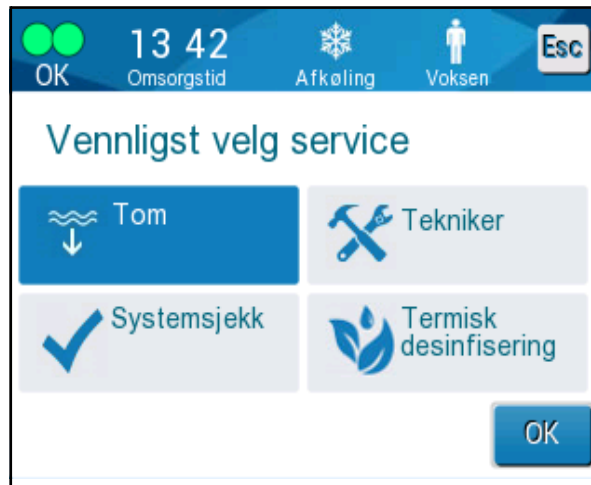 OK
13 42
Omsorgstid
Afkøling
Voksen
Esc
Vennligst velg service
Tom
Tekniker
Systemsjekk
Termisk
desinfisering
OK